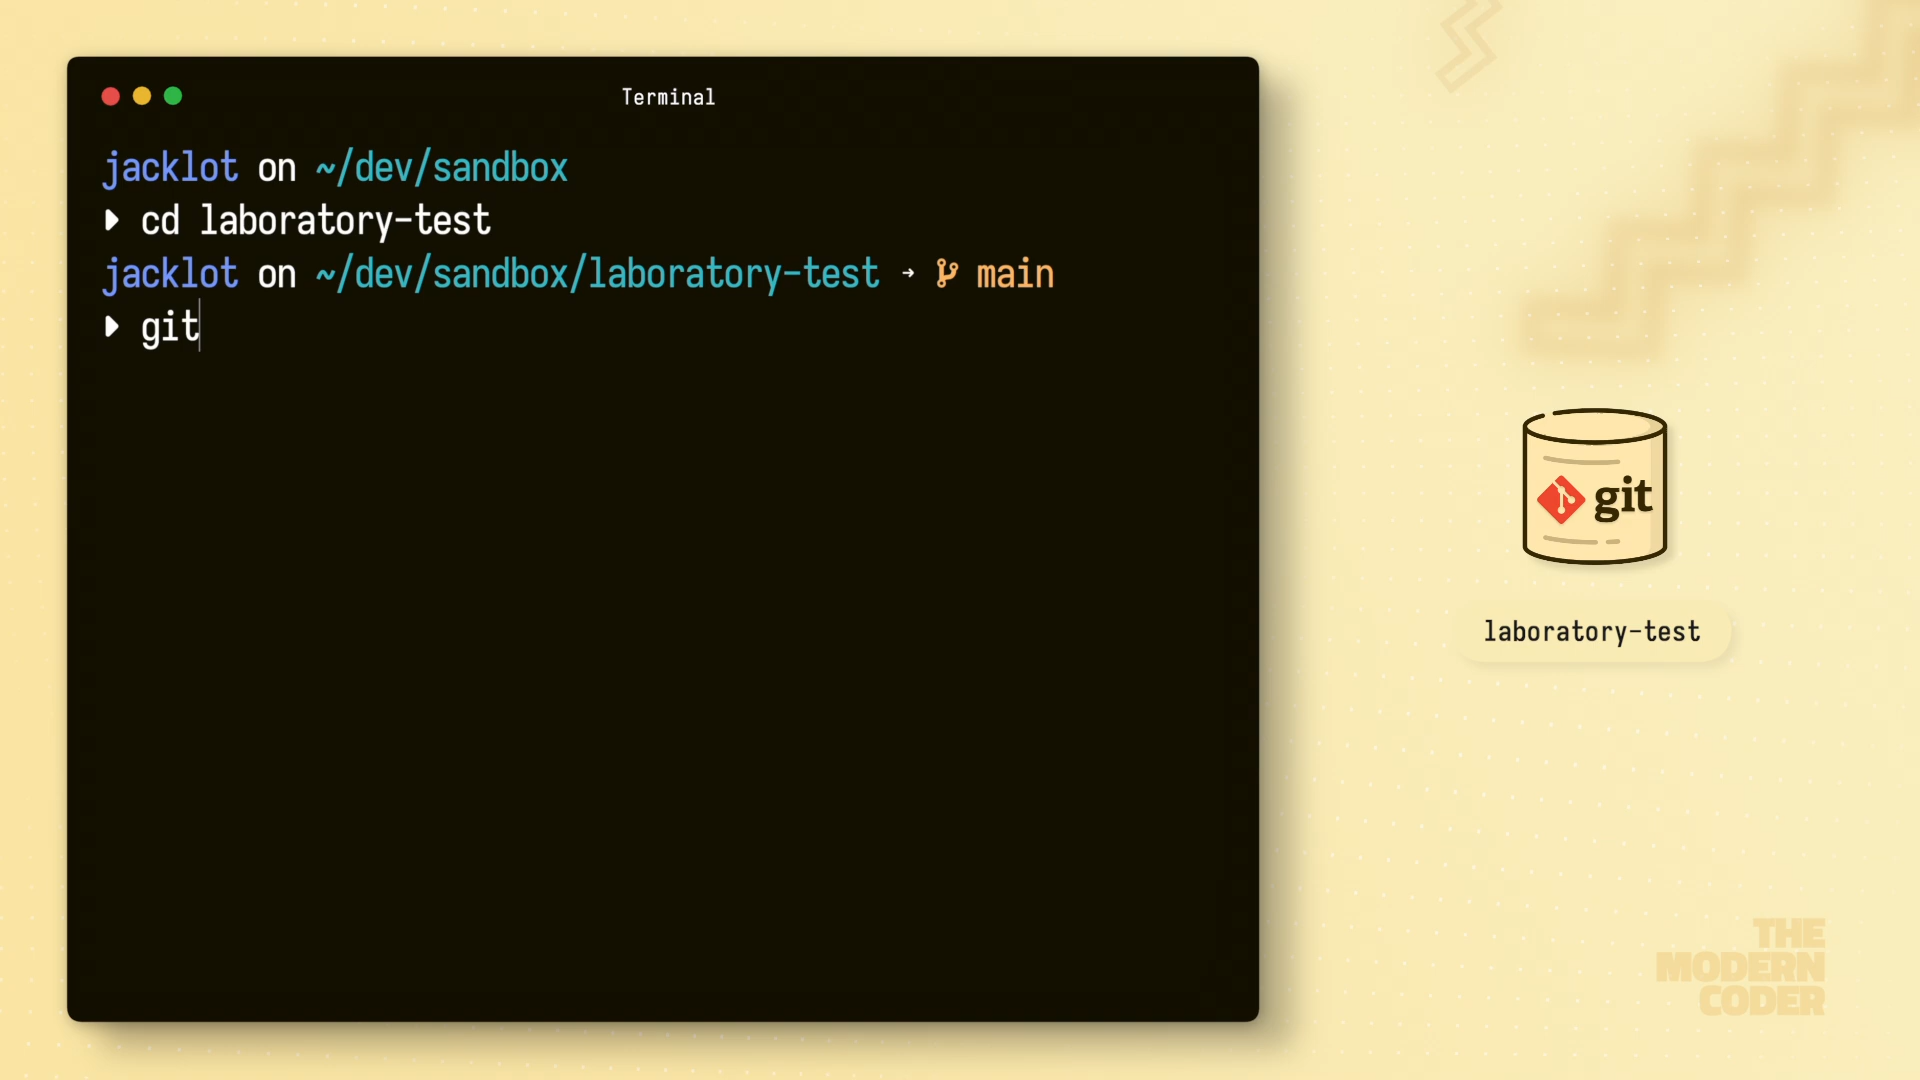 Terminal
jacklot on ~/dev/sandbox
cd laboratory-test
jacklot on ~/dev/sandbox/laboratory-test → main
git
git
laboratory-test
THE
MODERN
CODER